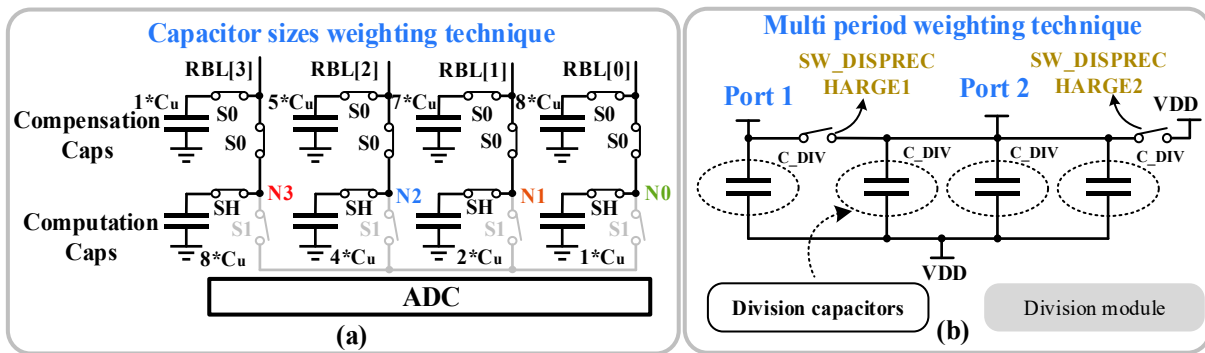 Capacitor sizes weighting technique
RBL[3] RBL[2] RBL[1] RBL[0]
1*Cu 5*Cu 7*Cu 8*Cu
S0 S0 S0 S0
Compensation
Caps
S0 S0 S0 S0
N3 N2 N1 N0
Computation
Caps
SH SH SH SH
S1 S1 S1 S1
8*Cu 4*Cu 2*Cu 1*Cu
ADC
(a)
Multi period weighting technique
SW_DISPREC
HARGE1
SW_DISPREC
HARGE2
Port 1 Port 2 VDD
C_DIV C_DIV C_DIV C_DIV
VDD
Division capacitors
Division module
(b)